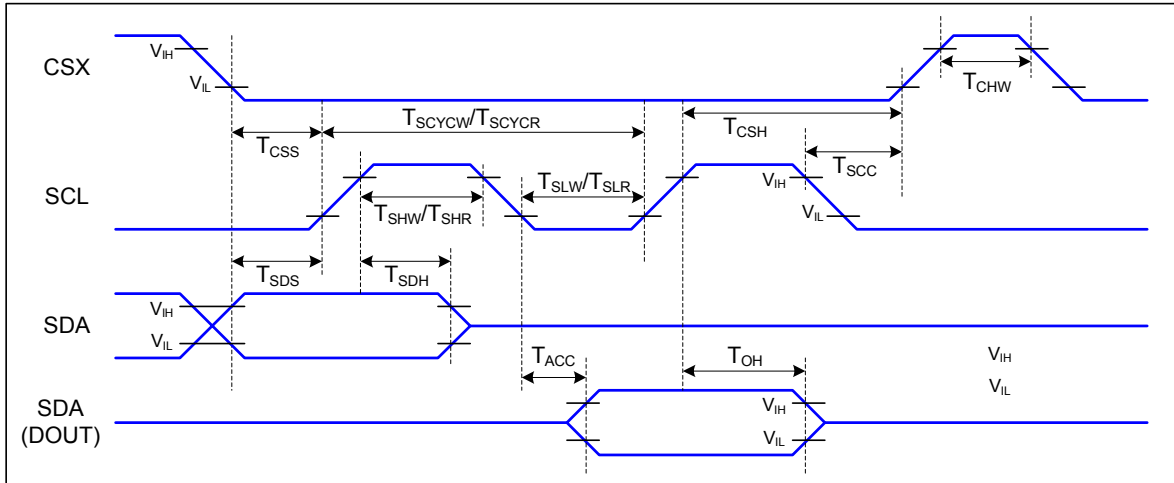 CSX
VIH
VIL
TCHW
TSCYCW/TSCYCR
TCSH
TCSS
TSCC
SCL
TSLW/TSLR
TSHW/TSHR
VIH
VIL
TSDS
TSDH
SDA
VIH
VIL
TACC
TOH
VIH
VIL
SDA
(DOUT)
VIH
VIL